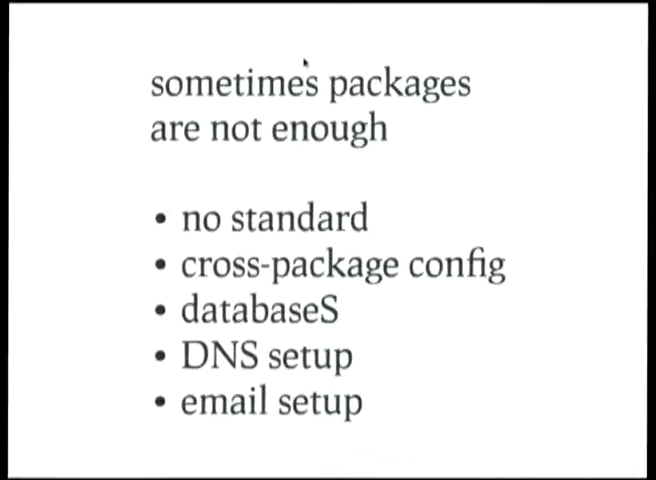 sometimes packages
are not enough
• no standard
• cross-package config
• databaseS
• DNS setup
• email setup